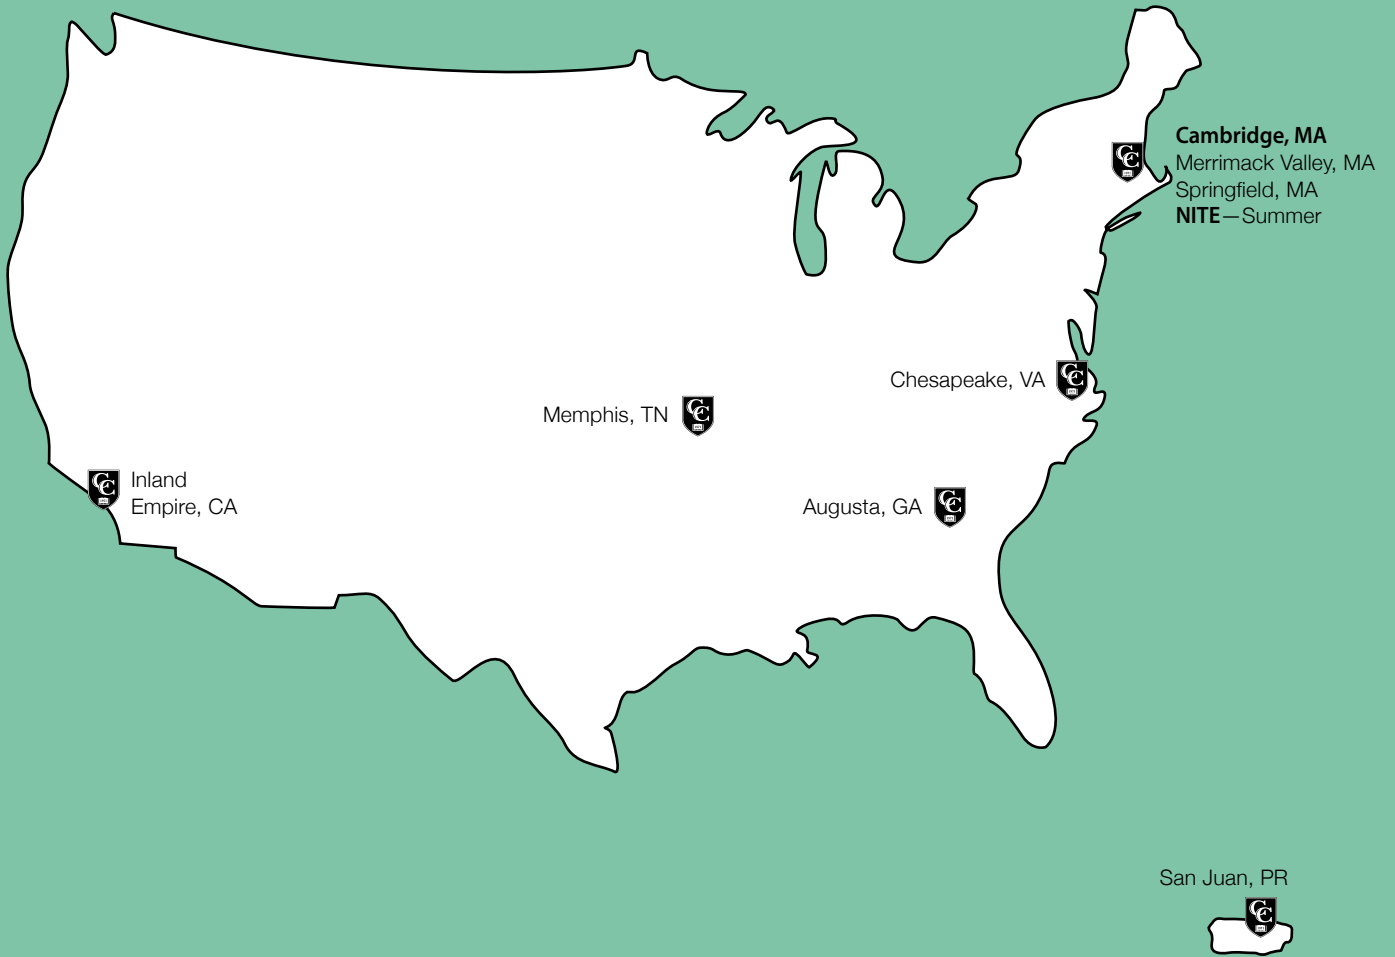 Cambridge, MA
Merrimack Valley, MA
Springfield, MA
NITE—Summer
Chesapeake, VA
Memphis, TN
Inland
Empire, CA
Augusta, GA
San Juan, PR